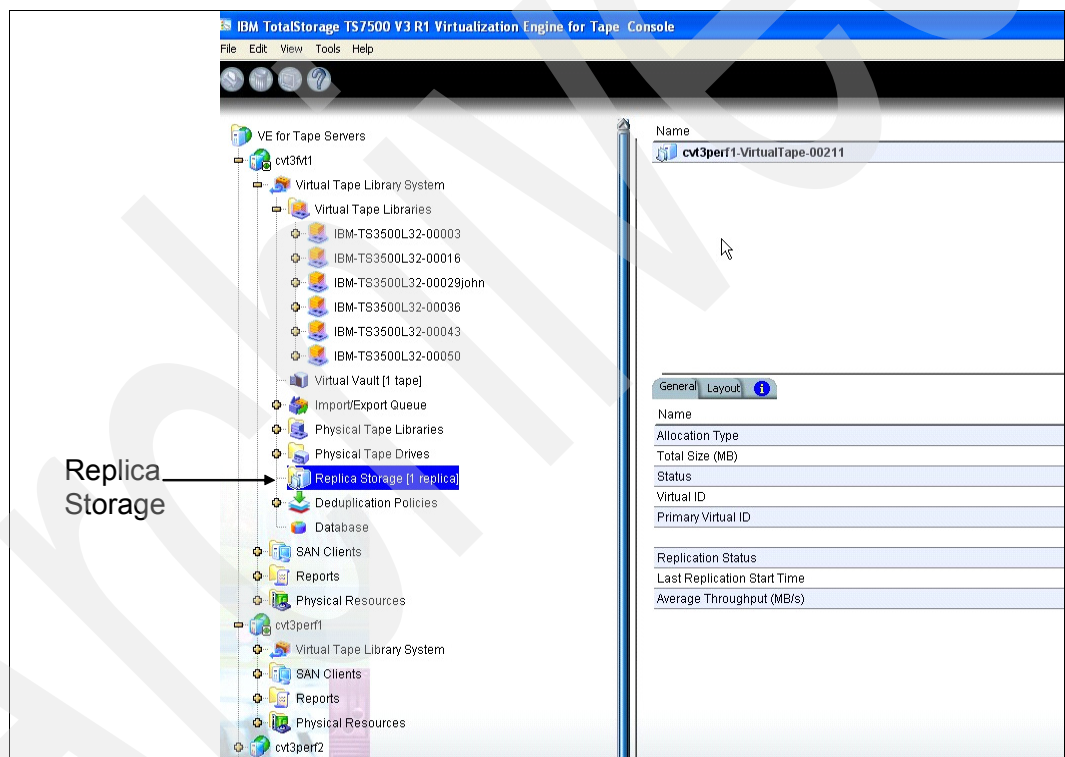 IBM TotalStorage TS7500 V3 R1 Virtualization Engine for Tape Console
File Edit View Tools Help
VE for Tape Servers
cvt3fvt1
Virtual Tape Library System
Virtual Tape Libraries
IBM-TS3500L32-00003
IBM-TS3500L32-00016
IBM-TS3500L32-00029john
IBM-TS3500L32-00036
IBM-TS3500L32-00043
IBM-TS3500L32-00050
Virtual Vault [1 tape]
Import/Export Queue
Physical Tape Libraries
Physical Tape Drives
Replica Storage [1 replica]
Deduplication Policies
Database
SAN Clients
Reports
Physical Resources
cvt3perf1
Virtual Tape Library System
SAN Clients
Reports
Physical Resources
cvt3perf2
Replica
Storage
Name
cvt3perf1-VirtualTape-00211
General Layout
Name
Allocation Type
Total Size (MB)
Status
Virtual ID
Primary Virtual ID
Replication Status
Last Replication Start Time
Average Throughput (MB/s)